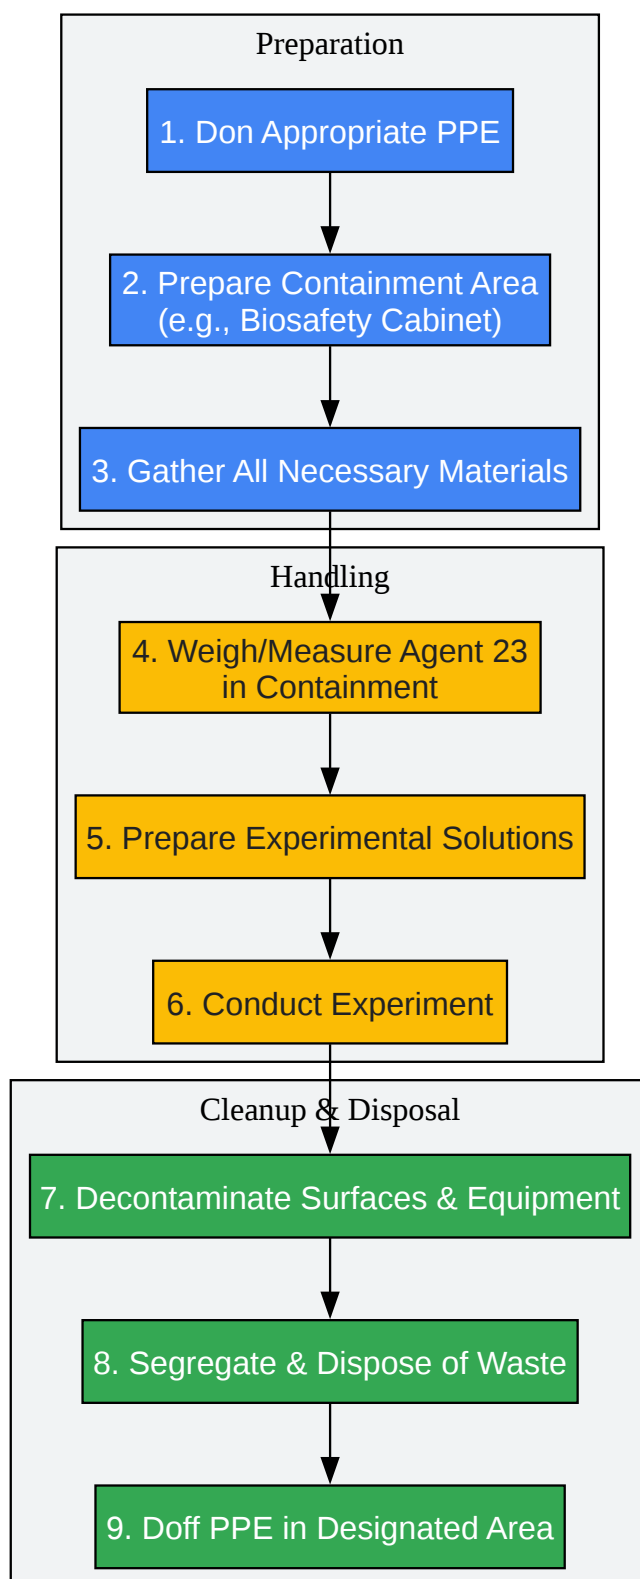 Preparation
1. Don Appropriate PPE
2. Prepare Containment Area
(e.g., Biosafety Cabinet)
3. Gather All Necessary Materials
Handling
4. Weigh/Measure Agent 23
in Containment
5. Prepare Experimental Solutions
6. Conduct Experiment
Cleanup & Disposal
7. Decontaminate Surfaces & Equipment
8. Segregate & Dispose of Waste
9. Doff PPE in Designated Area